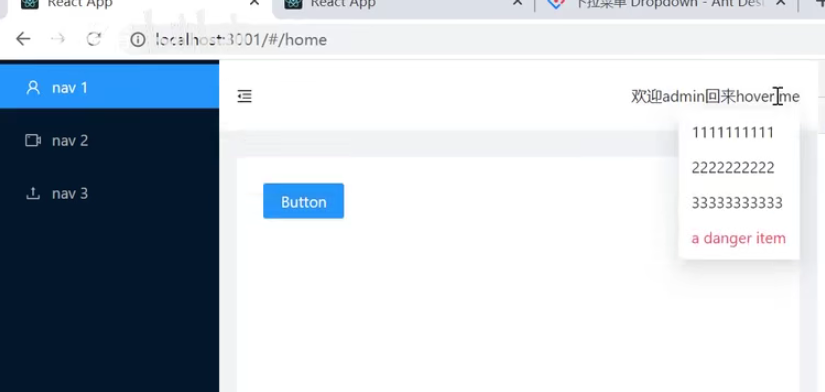 React App
React App
下拉菜单 Dropdown - Ant Des
localhost:3001/#/home
nav 1
欢迎admin回来hover me
nav 2
nav 3
1111111111
2222222222
33333333333
a danger item
Button